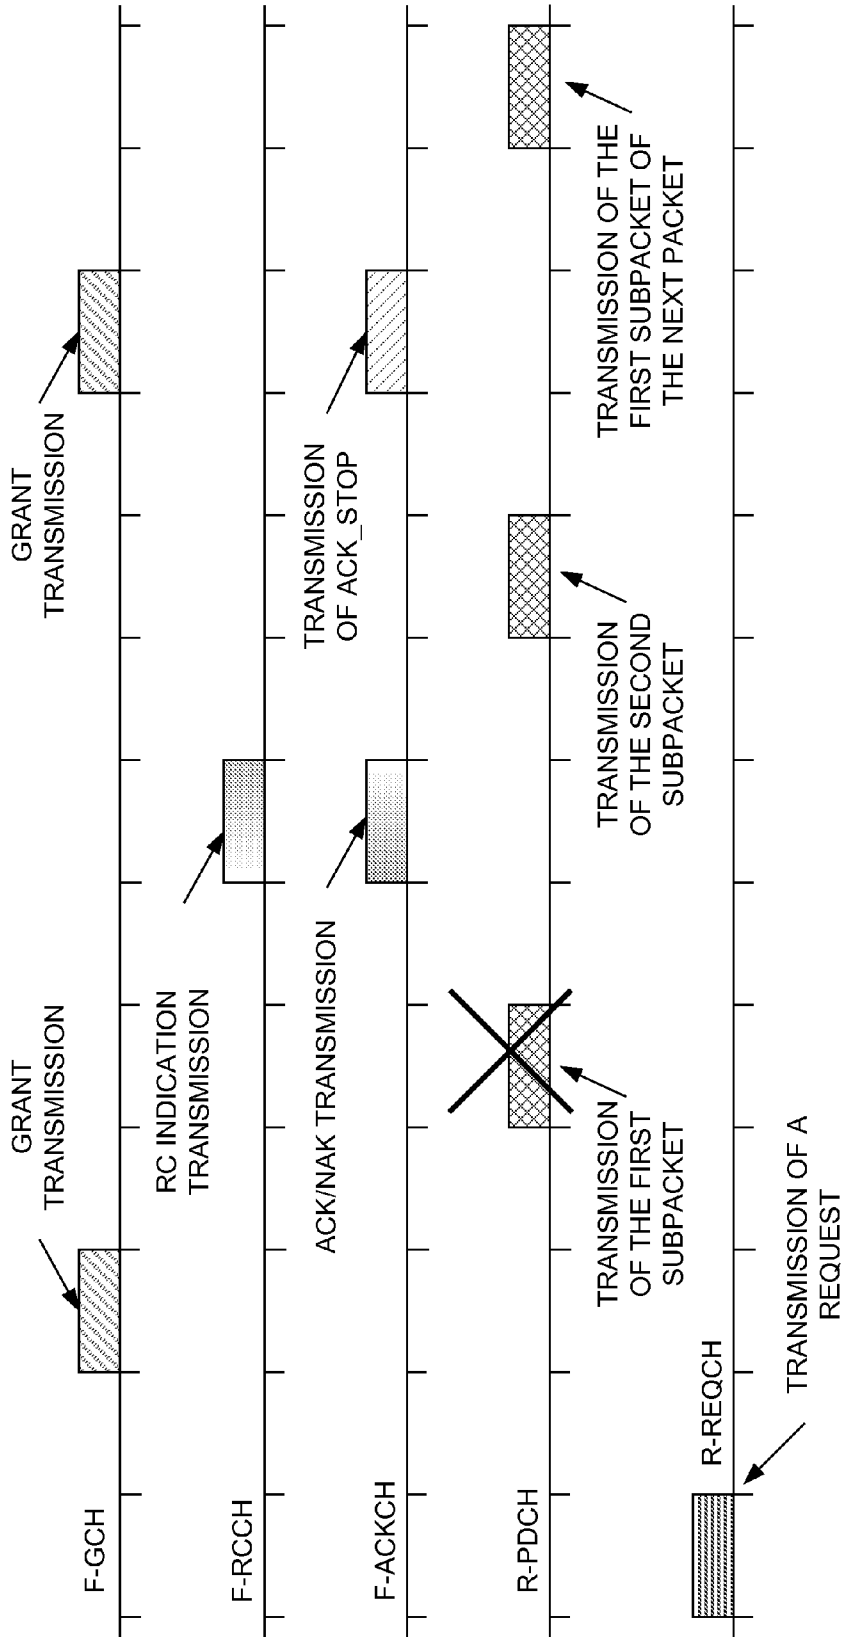 F-GCH
GRANT
TRANSMISSION
GRANT
TRANSMISSION
F-RCCH
RC INDICATION
TRANSMISSION
F-ACKCH
ACK/NAK TRANSMISSION
TRANSMISSION
OF ACK_STOP
R-PDCH
TRANSMISSION
OF THE FIRST
SUBPACKET
TRANSMISSION
OF THE SECOND
SUBPACKET
TRANSMISSION OF THE
FIRST SUBPACKET OF
THE NEXT PACKET
R-REQCH
TRANSMISSION OF A
REQUEST